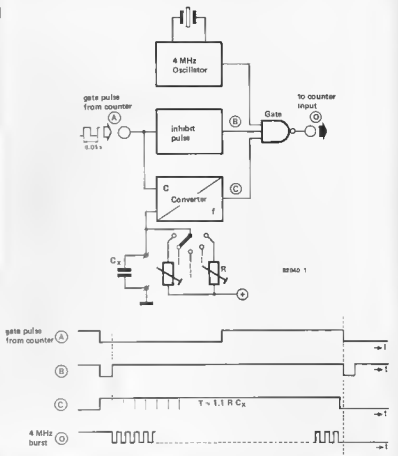 4 MHz
Oscillator
gate pulse
from counter
A
0.01s
inhibit
pulse
B
Gate
to counter
Input
O
C
Converter
f
C
Cx
R
82040 1
+
gate pulse
from counter
A
t
B
t
C
T = 1.1 R Cx
t
4 MHz
burst
O
t